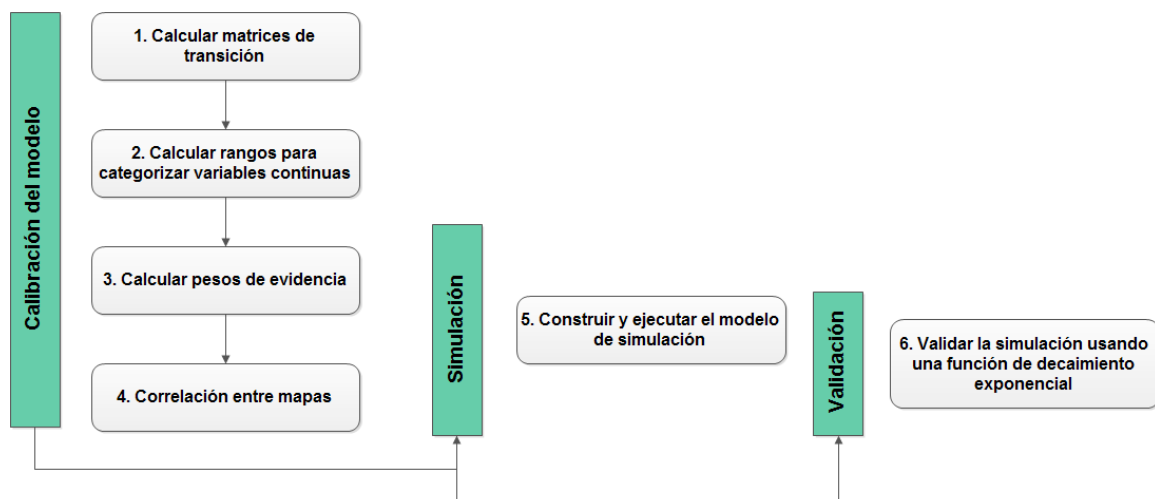 Calibración del modelo
1. Calcular matrices de
transición
2. Calcular rangos para
categorizar variables continuas
3. Calcular pesos de evidencia
4. Correlación entre mapas
Simulación
5. Construir y ejecutar el modelo
de simulación
Validación
6. Validar la simulación usando
una función de decaimiento
exponencial